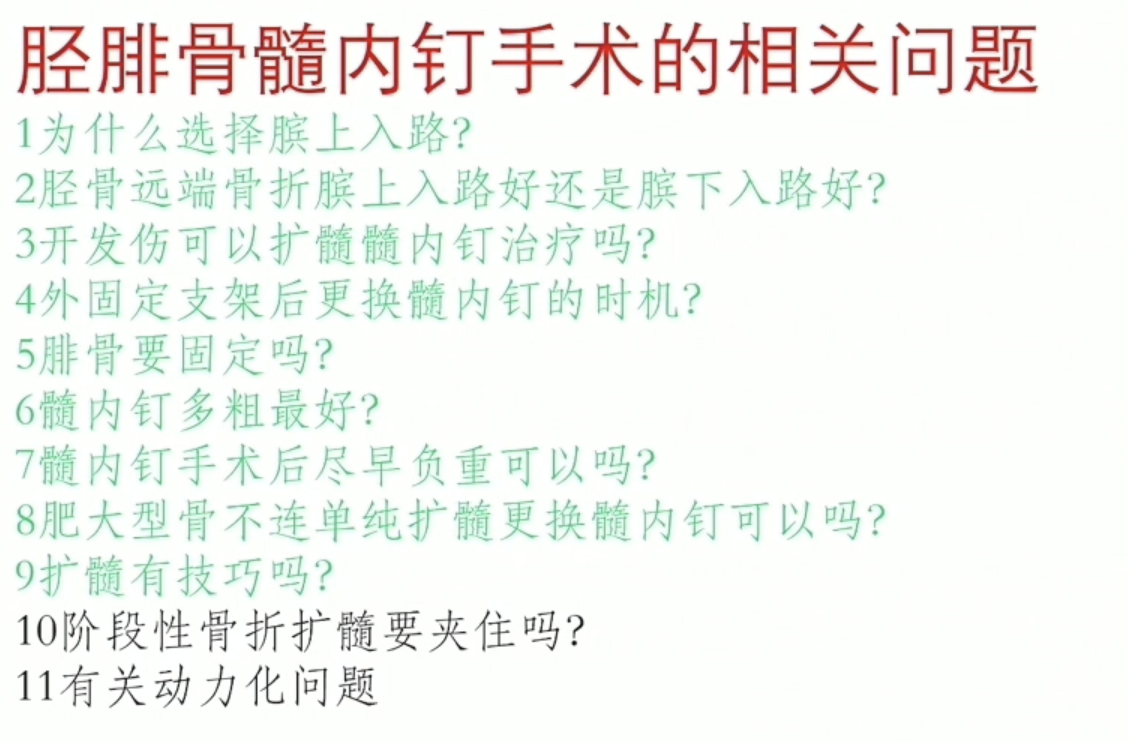 胫腓骨髓内钉手术的相关问题
1为什么选择膑上入路?
2胫骨远端骨折膑上入路好还是膑下入路好?
3开发伤可以扩髓髓内钉治疗吗?
4外固定支架后更换髓内钉的时机?
5腓骨要固定吗?
6髓内钉多粗最好?
7髓内钉手术后尽早负重可以吗?
8肥大型骨不连单纯扩髓更换髓内钉可以吗?
9扩髓有技巧吗?
10阶段性骨折扩髓要夹住吗?
11有关动力化问题